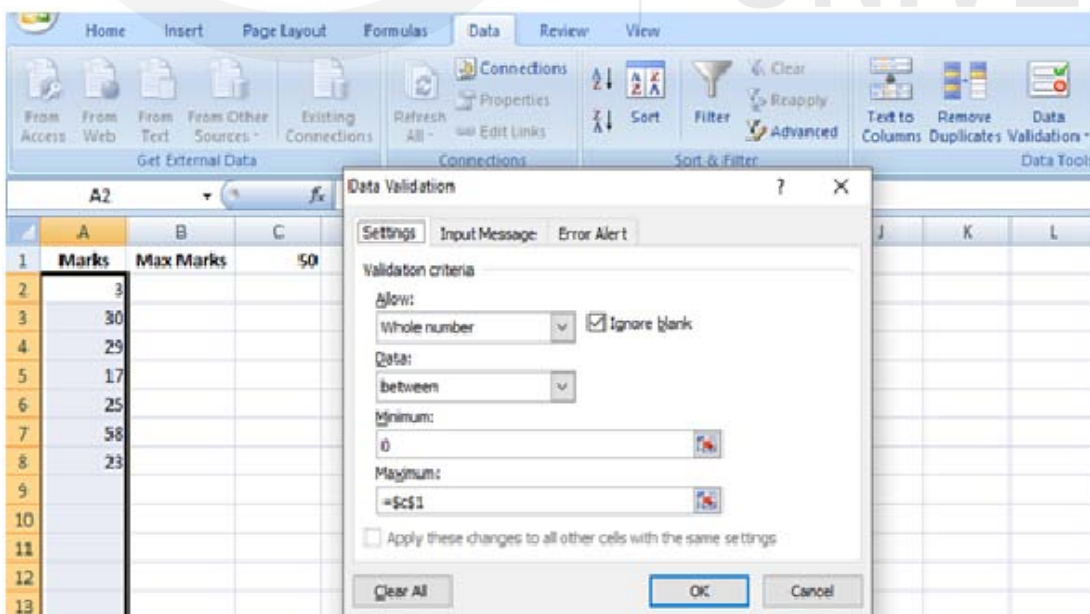 UNIVE
Home Insert Page Layout Formulas Data Review View
From Access From Web From Text From Other Sources Existing Connections Refresh All Connections Properties Edit Links Sort Filter Clear Reapply Advanced Text to Columns Remove Duplicates Data Validation
Get External Data Connections Sort & Filter Data Tools
A2 fx
Data Validation ? X
Settings Input Message Error Alert
A B C J K L
1 Marks Max Marks 50
Validation criteria
2 3
Allow:
3 30
Whole number Ignore blank
4 29
Data:
5 17
between
6 25
Minimum:
7 58
0
8 23
Maximum:
9
=$c$1
10
11
Apply these changes to all other cells with the same settings
12
Clear All OK Cancel
13